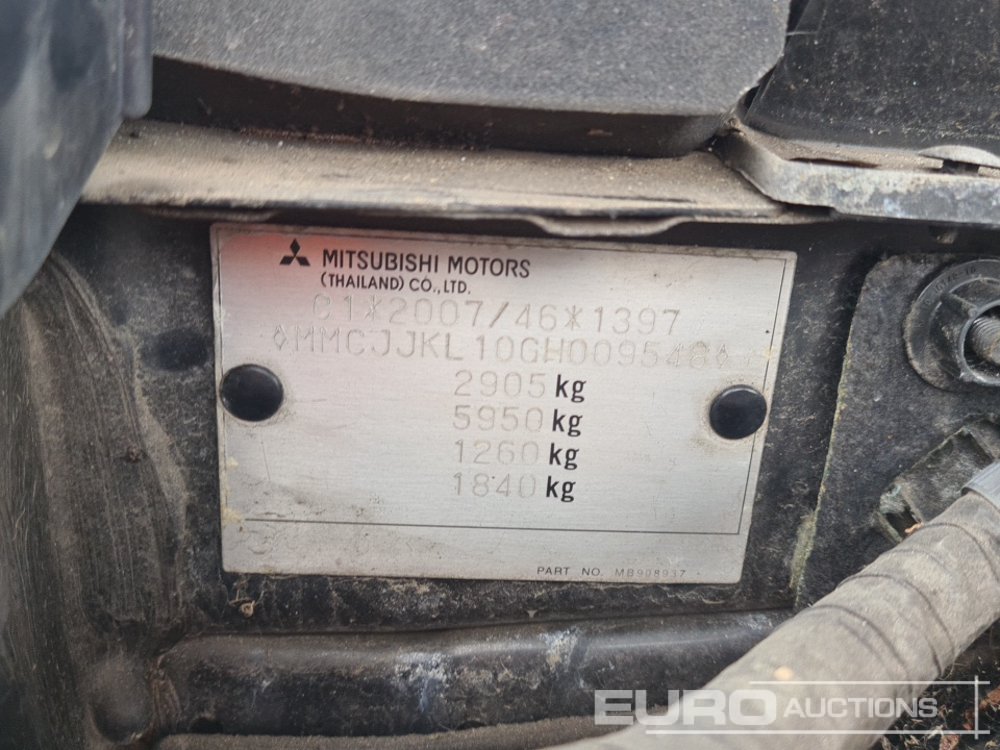 MITSUBISHI MOTORS
(THAILAND) CO.,LTD.
e1*2007/46*1397
◊MMCJJKL10GH009548◊
2905 kg
5950 kg
1260 kg
1840 kg
PART NO. MB908937
EURO AUCTIONS